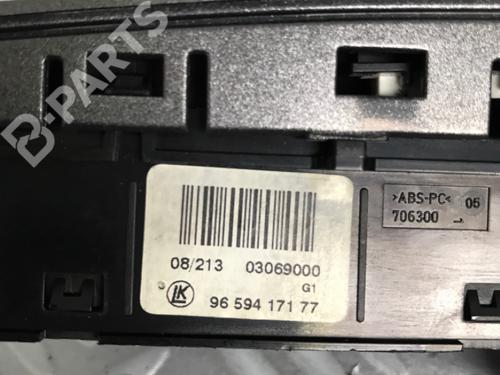 B-PARTS
>ABS-PC< 05
706300
08/213 03069000
G1
LK 96 594 171 77